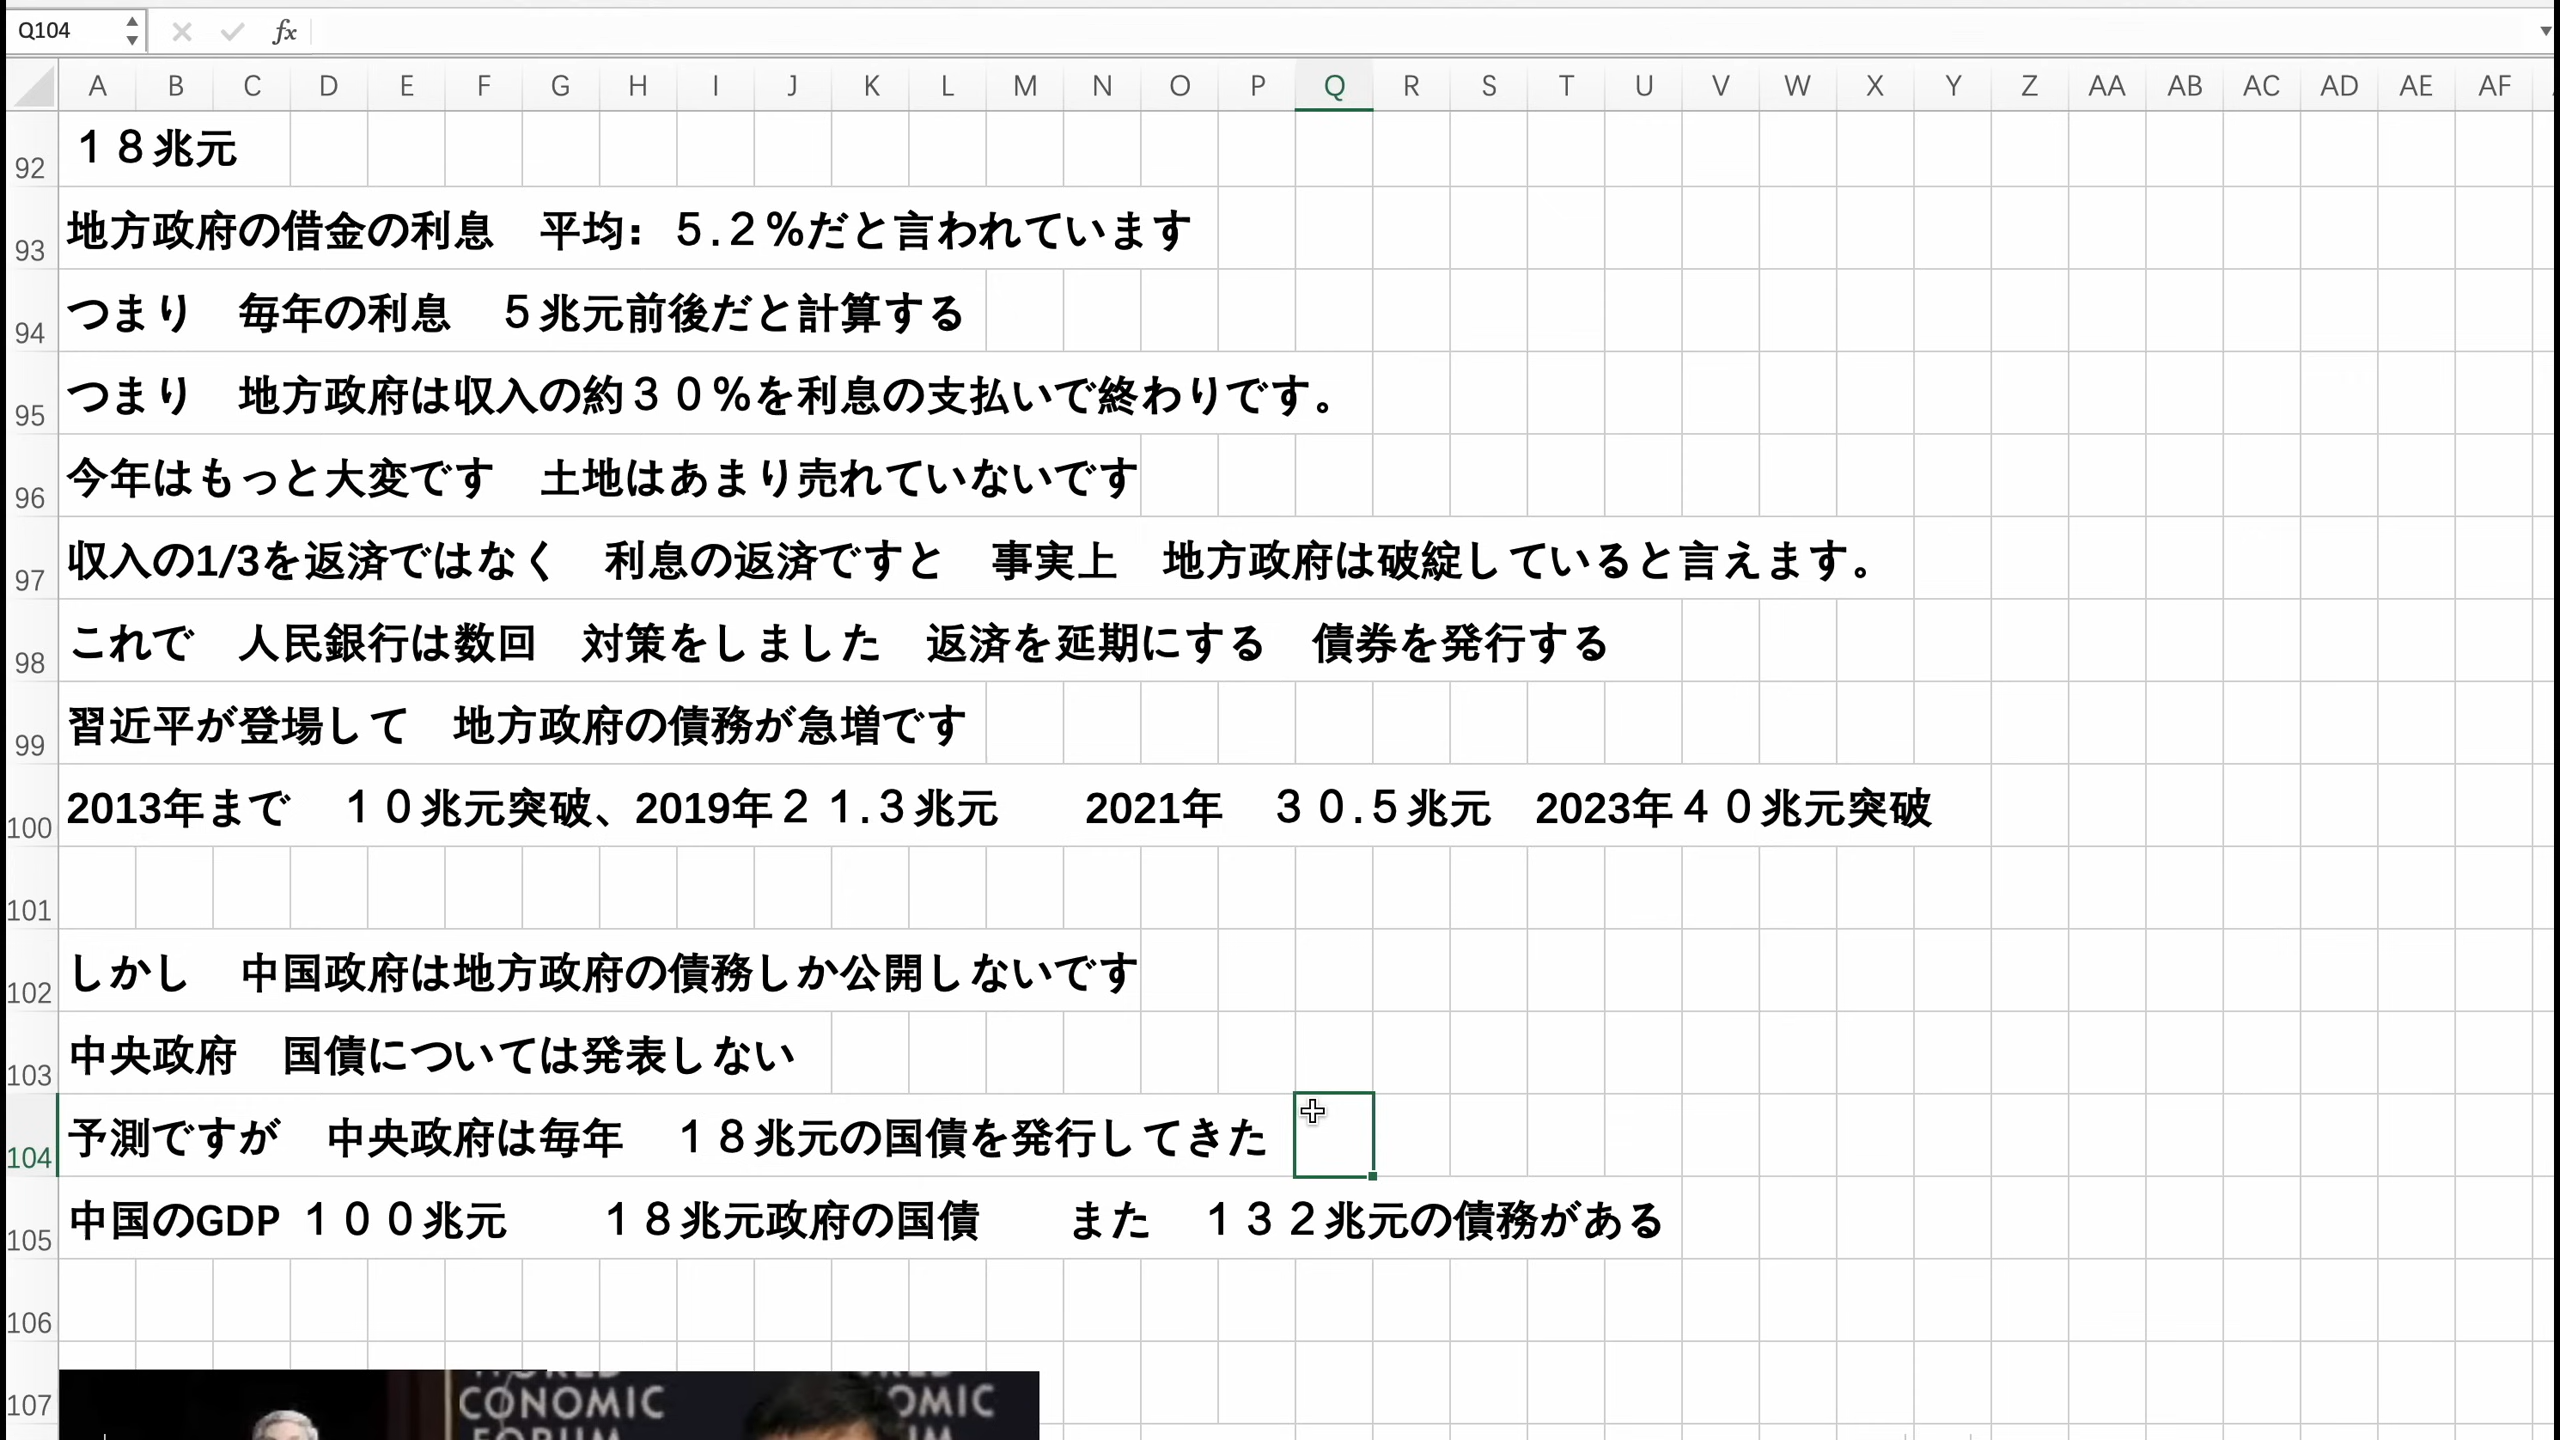 Q104
fx
A B C D E F G H I J K L M N O P Q R S T U V W X Y Z AA AB AC AD AE AF
92 １８兆元
93 地方政府の借金の利息　平均：５.２％だと言われています
94 つまり　毎年の利息　５兆元前後だと計算する
95 つまり　地方政府は収入の約３０％を利息の支払いで終わりです。
96 今年はもっと大変です　土地はあまり売れていないです
97 収入の1/3を返済ではなく　利息の返済ですと　事実上　地方政府は破綻していると言えます。
98 これで　人民銀行は数回　対策をしました　返済を延期にする　債券を発行する
99 習近平が登場して　地方政府の債務が急増です
100 2013年まで　１０兆元突破、2019年２１.３兆元　　2021年　３０.５兆元　2023年４０兆元突破
101
102 しかし　中国政府は地方政府の債務しか公開しないです
103 中央政府　国債については発表しない
104 予測ですが　中央政府は毎年　１８兆元の国債を発行してきた
105 中国のGDP １００兆元　　１８兆元政府の国債　　また　１３２兆元の債務がある
106
107
CONOMIC OMIC